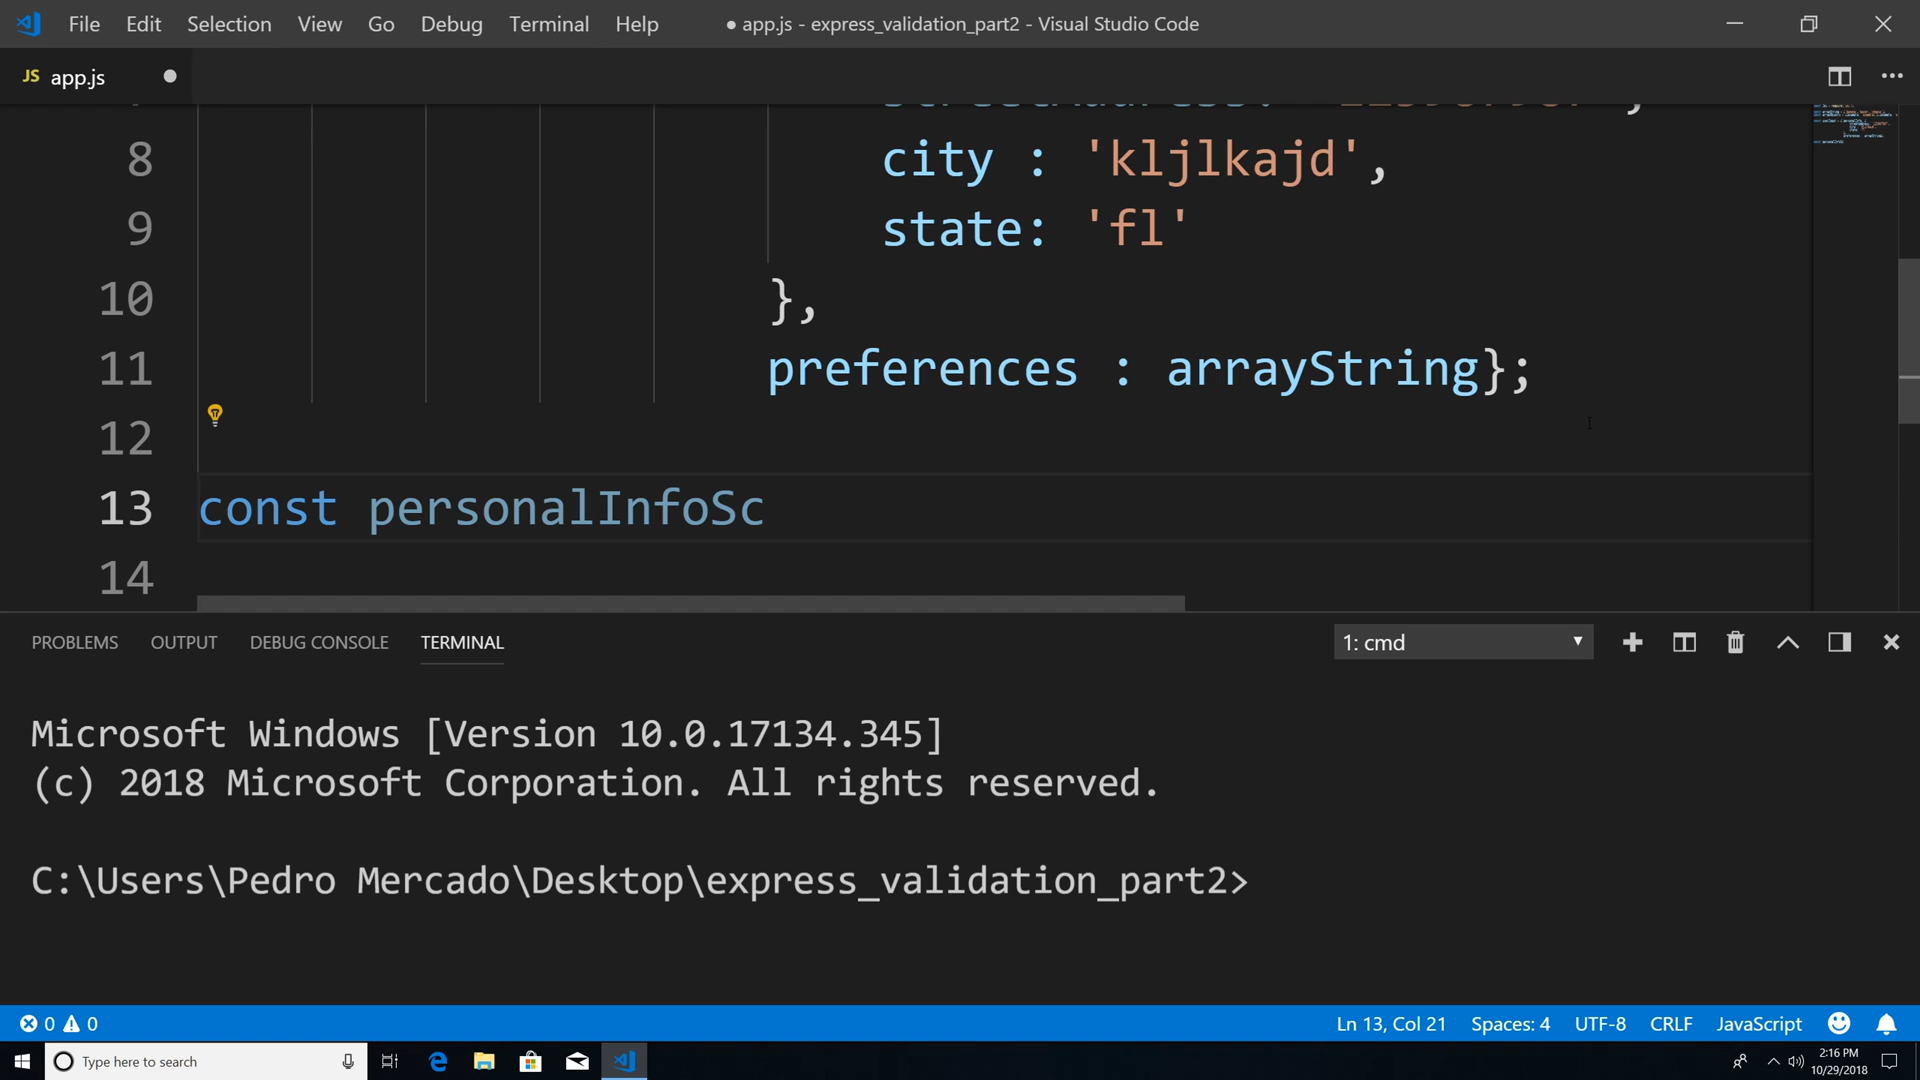 File Edit Selection View Go Debug Terminal Help ● app.js - express_validation_part2 - Visual Studio Code
JS app.js
8 city : 'kljlkajd',
9 state: 'fl'
10 },
11 preferences : arrayString};
12
13 const personalInfoSc
14
PROBLEMS OUTPUT DEBUG CONSOLE TERMINAL 1: cmd
Microsoft Windows [Version 10.0.17134.345]
(c) 2018 Microsoft Corporation. All rights reserved.
C:\Users\Pedro Mercado\Desktop\express_validation_part2>
0 0 Ln 13, Col 21 Spaces: 4 UTF-8 CRLF JavaScript
Type here to search
2:16 PM
10/29/2018